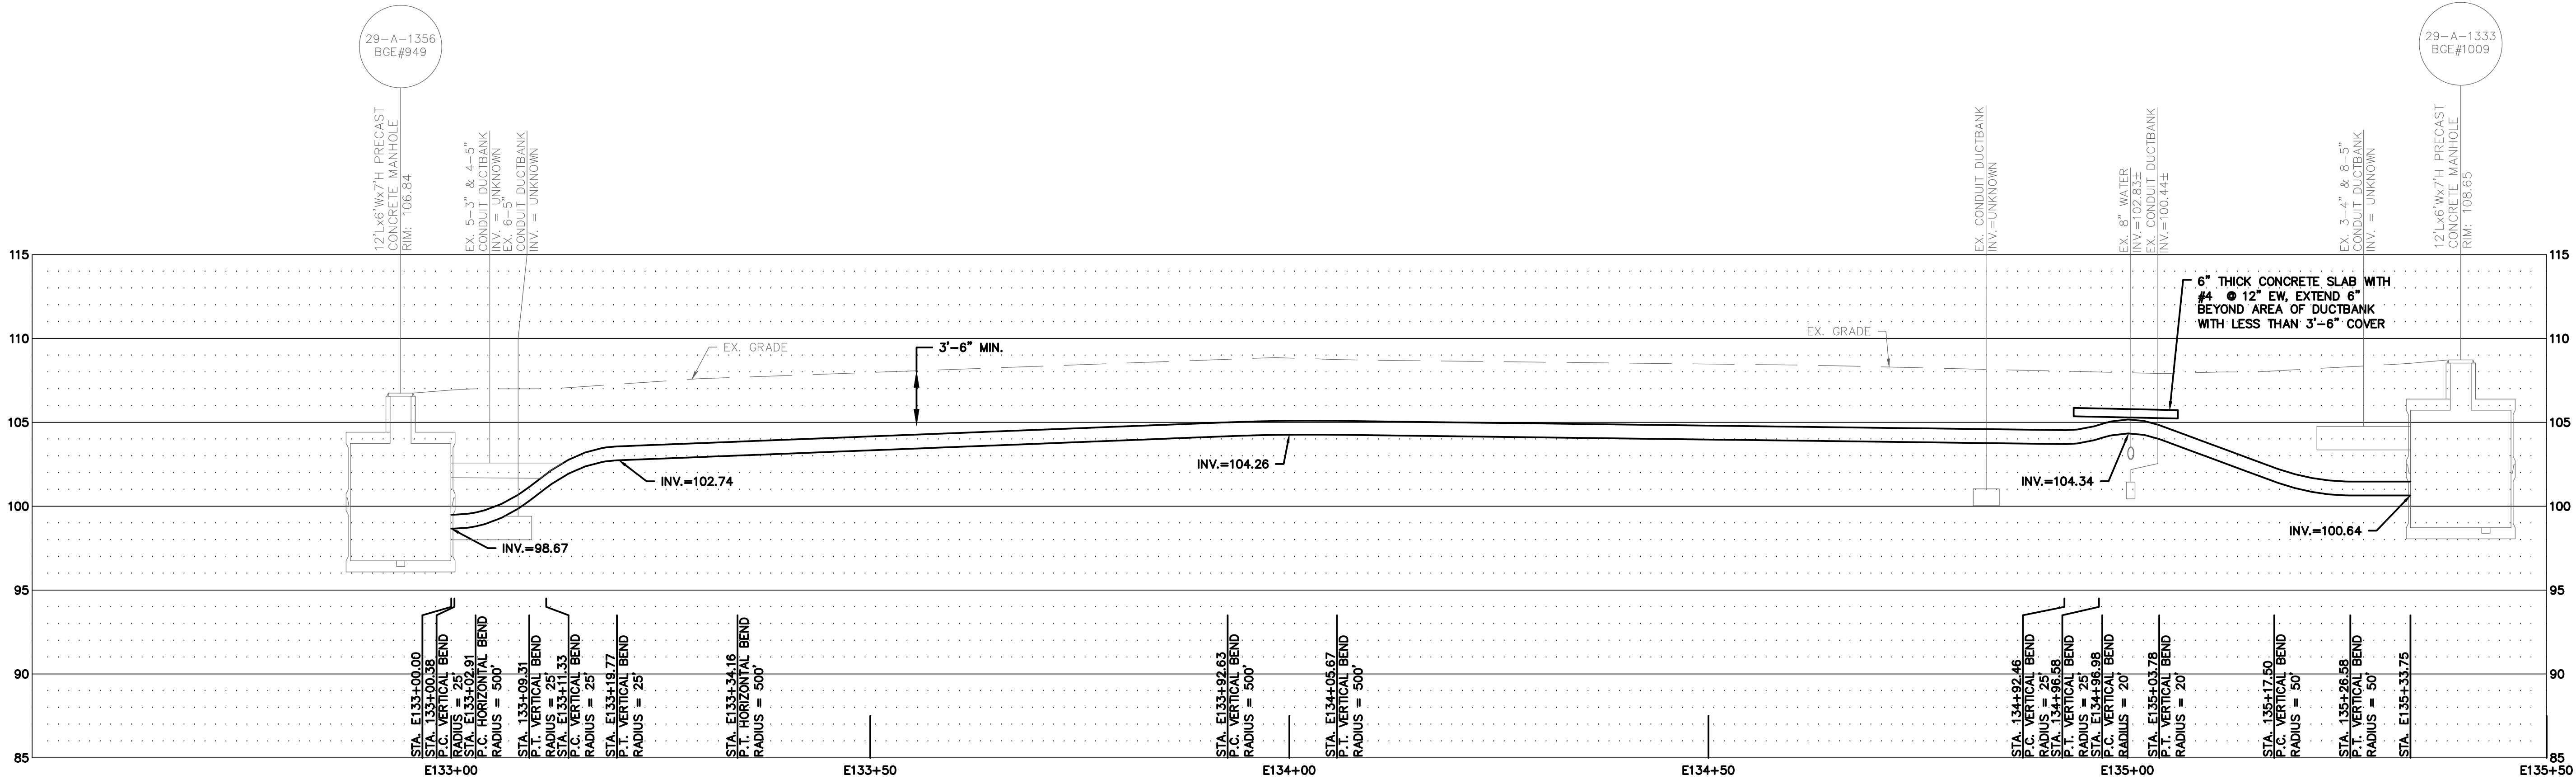 29-A-1356
BGE#949
29-A-1333
BGE#1009
12'Lx6'Wx7'H PRECAST
CONCRETE MANHOLE
RIM: 106.84
EX. 5-3" & 4-5"
CONDUIT DUCTBANK
INV. = UNKNOWN
EX. 6-5"
CONDUIT DUCTBANK
INV. = UNKNOWN
EX. CONDUIT DUCTBANK
INV.=UNKNOWN
EX. 8" WATER
INV.=102.83±
EX. CONDUIT DUCTBANK
INV.=100.44±
EX. 3-4" & 8-5"
CONDUIT DUCTBANK
INV. = UNKNOWN
12'Lx6'Wx7'H PRECAST
CONCRETE MANHOLE
RIM: 108.65
115
115
6" THICK CONCRETE SLAB WITH
#4 @ 12" EW, EXTEND 6"
BEYOND AREA OF DUCTBANK
WITH LESS THAN 3'-6" COVER
110
EX. GRADE
3'-6" MIN.
EX. GRADE
110
105
105
INV.=102.74
INV.=104.26
INV.=104.34
100
100
INV.=98.67
INV.=100.64
95
95
STA. E133+00.00
STA. 133+00.38
P.C. VERTICAL BEND
RADIUS = 25'
STA. E133+02.91
P.C. HORIZONTAL BEND
RADIUS = 500'
STA. 133+09.31
P.T. VERTICAL BEND
RADIUS = 25'
STA. E133+11.33
P.C. VERTICAL BEND
RADIUS = 25'
STA. E133+19.77
P.T. VERTICAL BEND
RADIUS = 25'
STA. E133+34.16
P.T. HORIZONTAL BEND
RADIUS = 500'
STA. E133+92.63
P.C. VERTICAL BEND
RADIUS = 500'
STA. E134+05.67
P.T. VERTICAL BEND
RADIUS = 500'
STA. 134+92.46
P.C. VERTICAL BEND
RADIUS = 25'
STA. 134+96.58
P.T. VERTICAL BEND
RADIUS = 25'
STA. E134+96.98
P.C. VERTICAL BEND
RADIUS = 20'
STA. E135+03.78
P.T. VERTICAL BEND
RADIUS = 20'
STA. 135+17.50
P.C. VERTICAL BEND
RADIUS = 50'
STA. 135+26.58
P.T. VERTICAL BEND
RADIUS = 50'
STA. E135+33.75
90
90
85
85
E133+00
E133+50
E134+00
E134+50
E135+00
E135+50